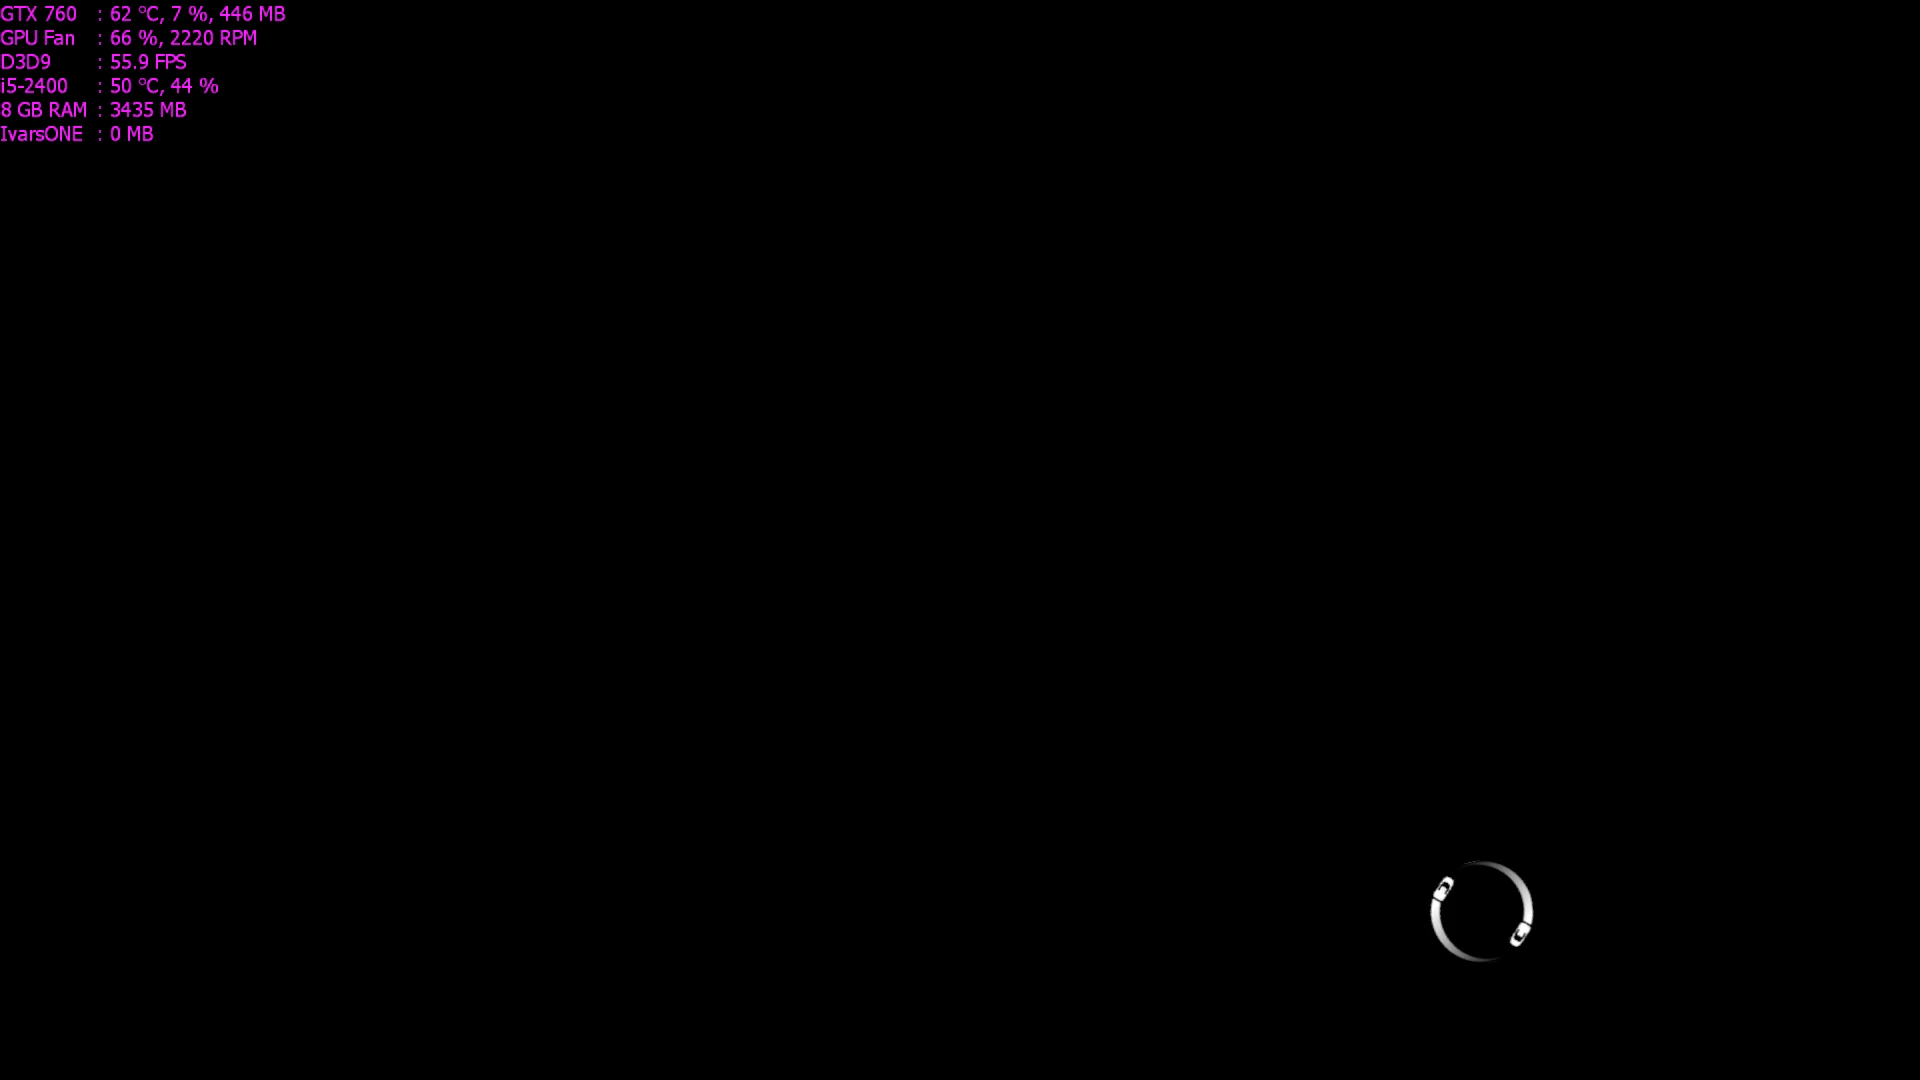 GTX 760 : 62 °C, 7 %, 446 MB
GPU Fan : 66 %, 2220 RPM
D3D9 : 55.9 FPS
i5-2400 : 50 °C, 44 %
8 GB RAM : 3435 MB
IvarsONE : 0 MB